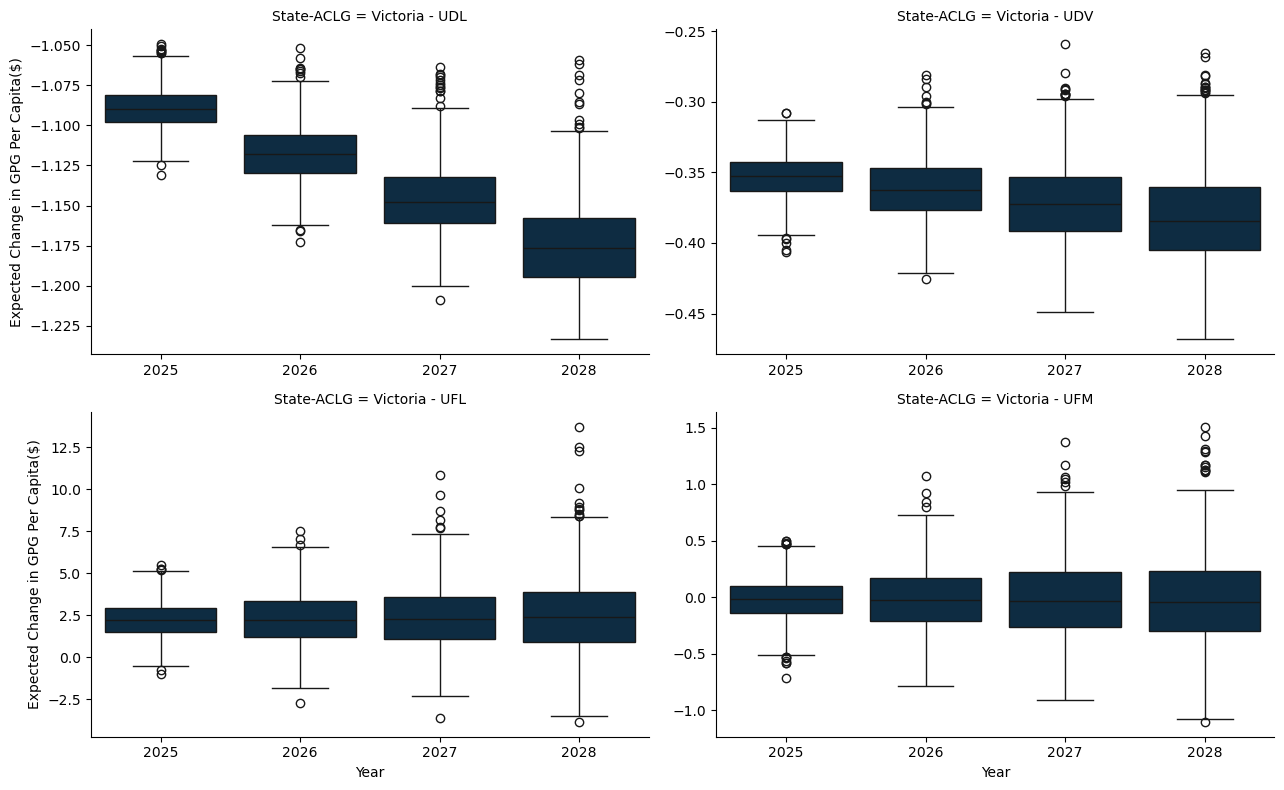 State-ACLG = Victoria - UDL
Expected Change in GPG Per Capita($)
−1.050
−1.075
−1.100
−1.125
−1.150
−1.175
−1.200
−1.225
2025 2026 2027 2028
State-ACLG = Victoria - UDV
−0.25
−0.30
−0.35
−0.40
−0.45
2025 2026 2027 2028
State-ACLG = Victoria - UFL
Expected Change in GPG Per Capita($)
12.5
10.0
7.5
5.0
2.5
0.0
−2.5
2025 2026 2027 2028
Year
State-ACLG = Victoria - UFM
1.5
1.0
0.5
0.0
−0.5
−1.0
2025 2026 2027 2028
Year